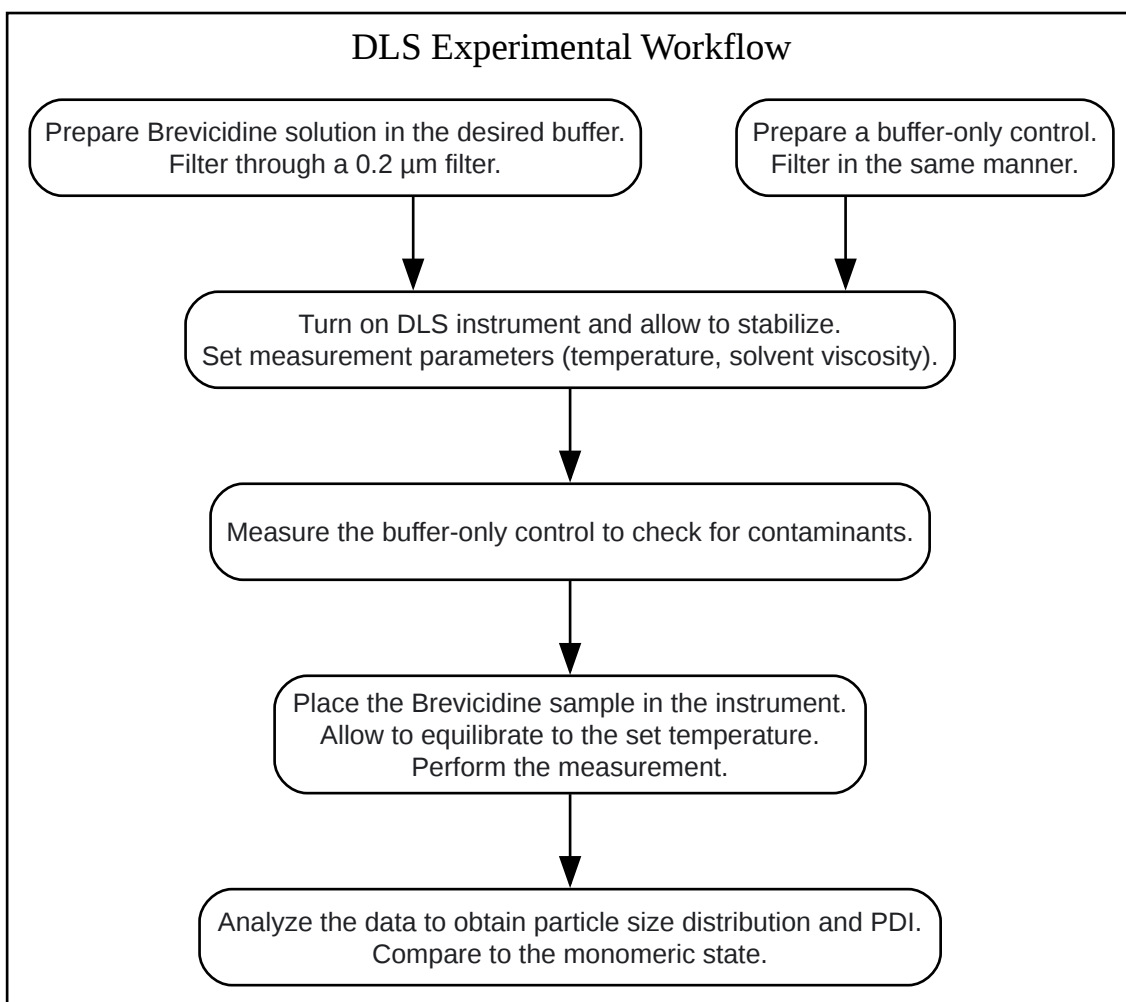 DLS Experimental Workflow
Prepare Brevicidine solution in the desired buffer.
Filter through a 0.2 µm filter.
Prepare a buffer-only control.
Filter in the same manner.
Turn on DLS instrument and allow to stabilize.
Set measurement parameters (temperature, solvent viscosity).
Measure the buffer-only control to check for contaminants.
Place the Brevicidine sample in the instrument.
Allow to equilibrate to the set temperature.
Perform the measurement.
Analyze the data to obtain particle size distribution and PDI.
Compare to the monomeric state.